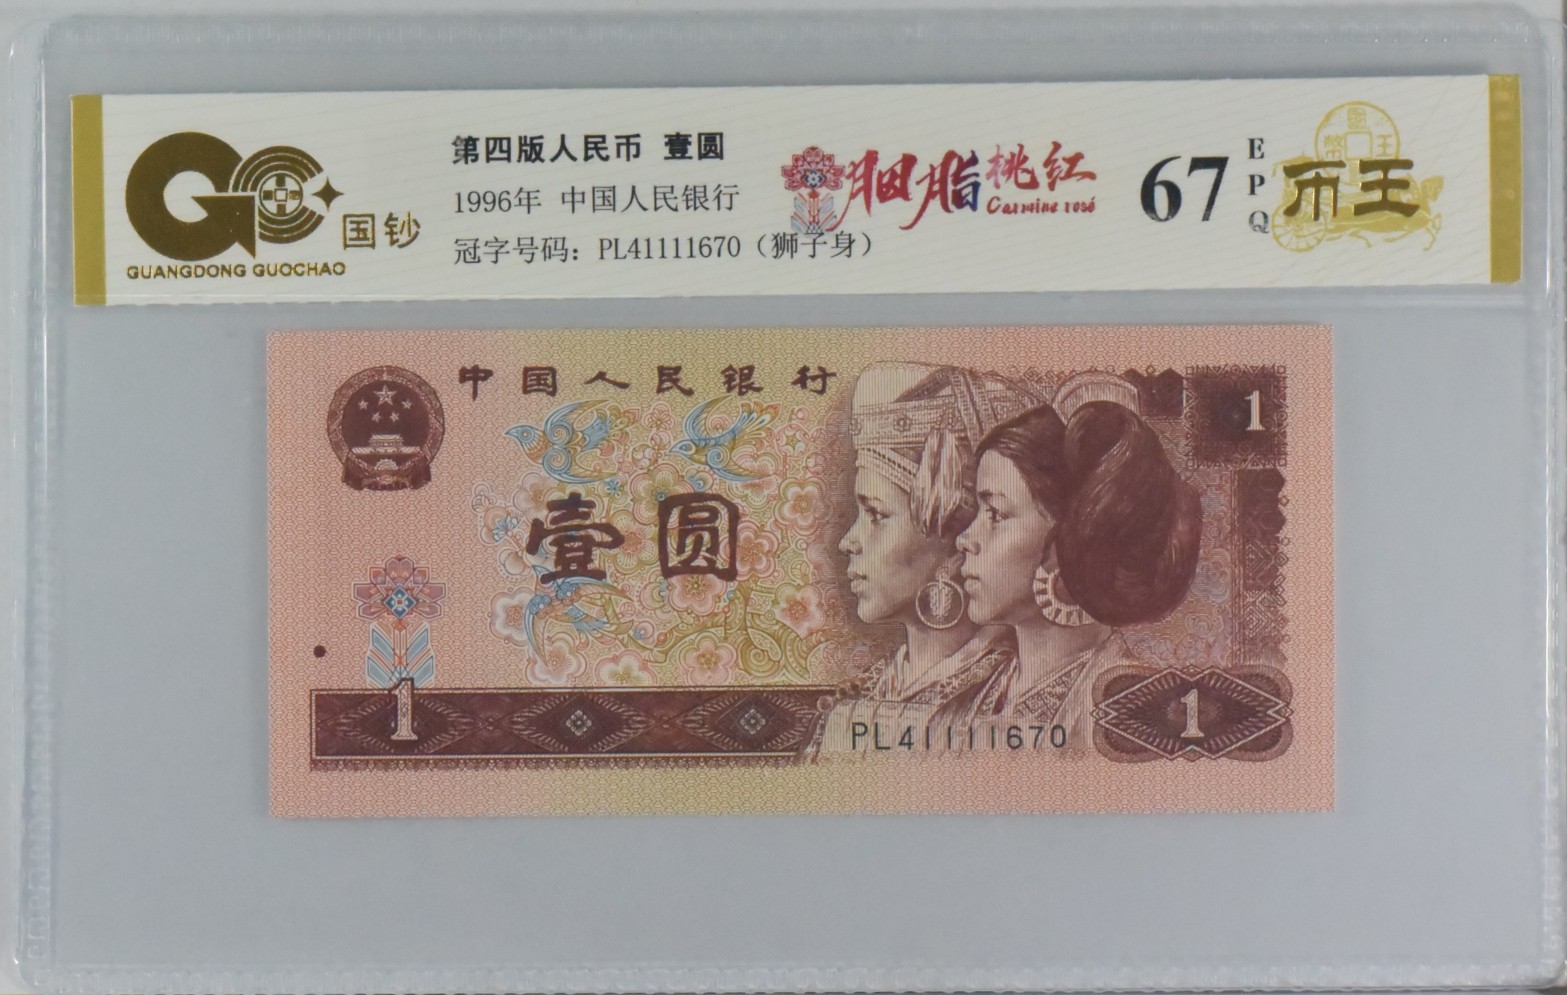 第四版人民币 壹圆
1996年 中国人民银行
冠字号码：PL41111670（狮子身）
国钞
GUANGDONG GUOCHAO
胭脂桃红
Carmine rosé
67
EPQ
币王
中国人民银行
1
壹圆
1
PL41111670
1